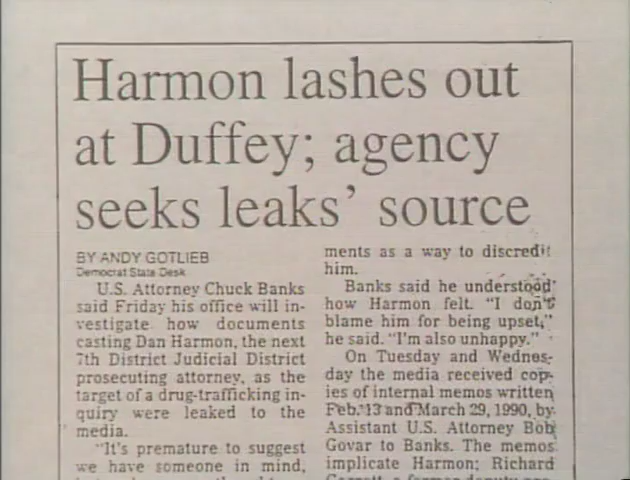 Harmon lashes out
at Duffey; agency
seeks leaks' source
BY ANDY GOTLIEB
Democrat State Desk
U.S. Attorney Chuck Banks
said Friday his office will in-
vestigate how documents
casting Dan Harmon, the next
7th District Judicial District
prosecuting attorney, as the
target of a drug-trafficking in-
quiry were leaked to the
media.
"It's premature to suggest
we have someone in mind,
ments as a way to discredit
him.
Banks said he understood
how Harmon felt. "I don't
blame him for being upset,"
he said. "I'm also unhappy."
On Tuesday and Wednes-
day the media received cop-
ies of internal memos written
Feb. 13 and March 29, 1990, by
Assistant U.S. Attorney Bob
Govar to Banks. The memos
implicate Harmon; Richard